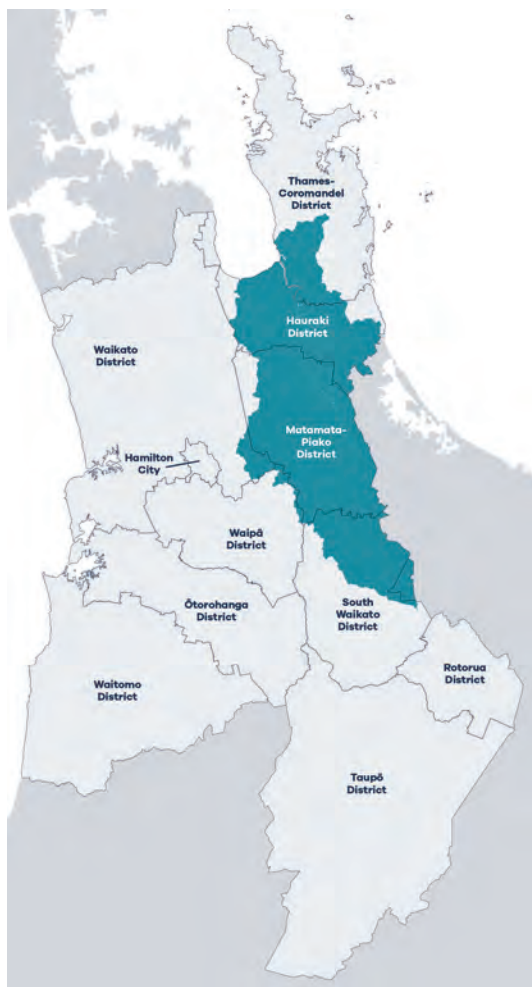 Thames-
Coromandel
District
Hauraki
District
Waikato
District
Matamata-
Piako
District
Hamilton
City
Waipā
District
Ōtorohanga
District
South
Waikato
District
Rotorua
District
Waitomo
District
Taupō
District